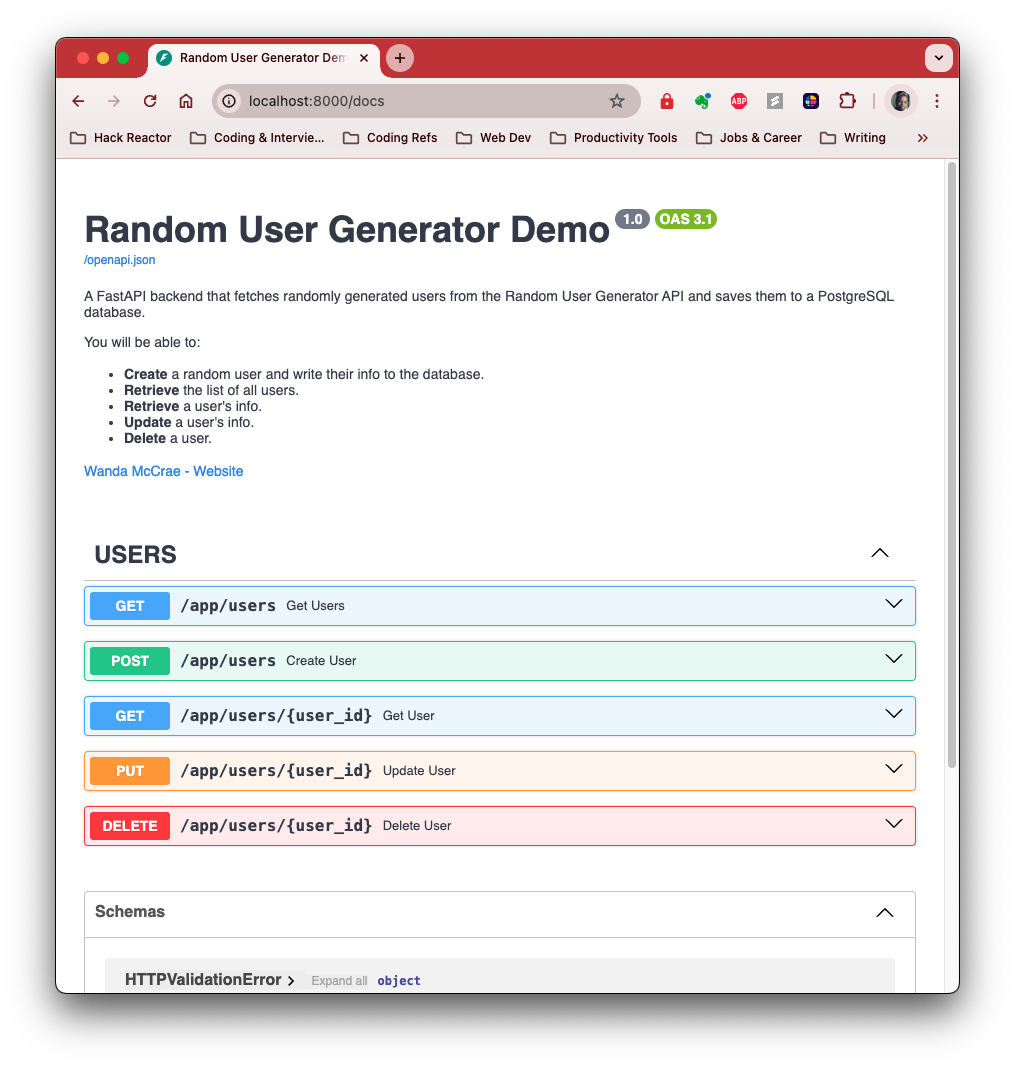 Random User Generator Dem
localhost:8000/docs
ABP
Hack Reactor
Coding & Intervie...
Coding Refs
Web Dev
Productivity Tools
Jobs & Career
Writing
Random User Generator Demo 1.0 OAS 3.1
/openapi.json
A FastAPI backend that fetches randomly generated users from the Random User Generator API and saves them to a PostgreSQL
database.
You will be able to:
• Create a random user and write their info to the database.
• Retrieve the list of all users.
• Retrieve a user's info.
• Update a user's info.
• Delete a user.
Wanda McCrae - Website
USERS
GET /app/users Get Users
POST /app/users Create User
GET /app/users/{user_id} Get User
PUT /app/users/{user_id} Update User
DELETE /app/users/{user_id} Delete User
Schemas
HTTPValidationError Expand all object